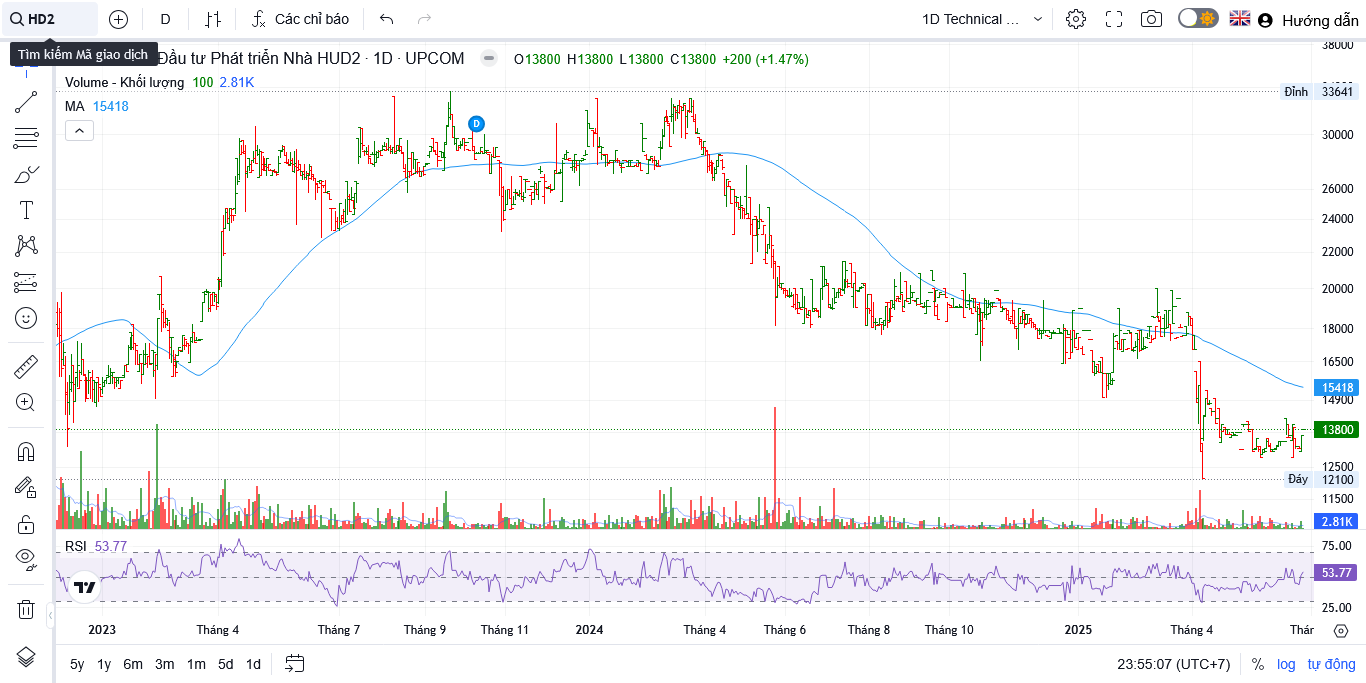 HD2 D Các chỉ báo 1D Technical ... Hướng dẫn
Tìm kiếm Mã giao dịch Đầu tư Phát triển Nhà HUD2 · 1D · UPCOM O13800 H13800 L13800 C13800 +200 (+1.47%)
Volume - Khối lượng 100 2.81K
MA 15418
D
38000
Đỉnh 33641
30000
28000
26000
24000
22000
20000
18000
16500
15418
14900
13800
12500
Đáy 12100
11500
2.81K
RSI 53.77
75.00
53.77
25.00
2023 Tháng 4 Tháng 7 Tháng 9 Tháng 11 2024 Tháng 4 Tháng 6 Tháng 8 Tháng 10 2025 Tháng 4 Thár
5y 1y 6m 3m 1m 5d 1d 23:55:07 (UTC+7) % log tự động